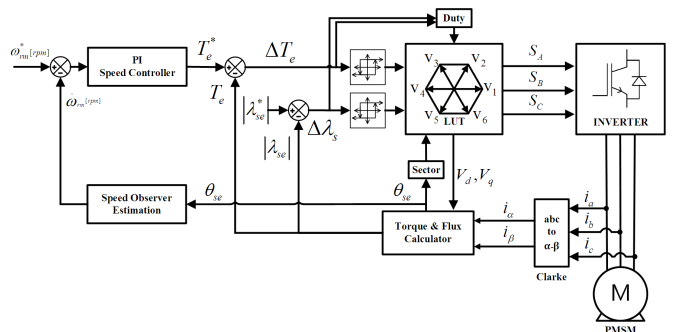 ω*rm[rpm]
PI
Speed Controller
Te*
ΔTe
Te
|λ*se|
Δλs
|λse|
Duty
V3
V2
V4
V1
V5
V6
LUT
SA
SB
SC
INVERTER
ω̂rm[rpm]
Sector
Vd, Vq
Speed Observer
Estimation
θse
θse
Torque & Flux
Calculator
iα
iβ
abc
to
α-β
Clarke
ia
ib
ic
M
PMSM